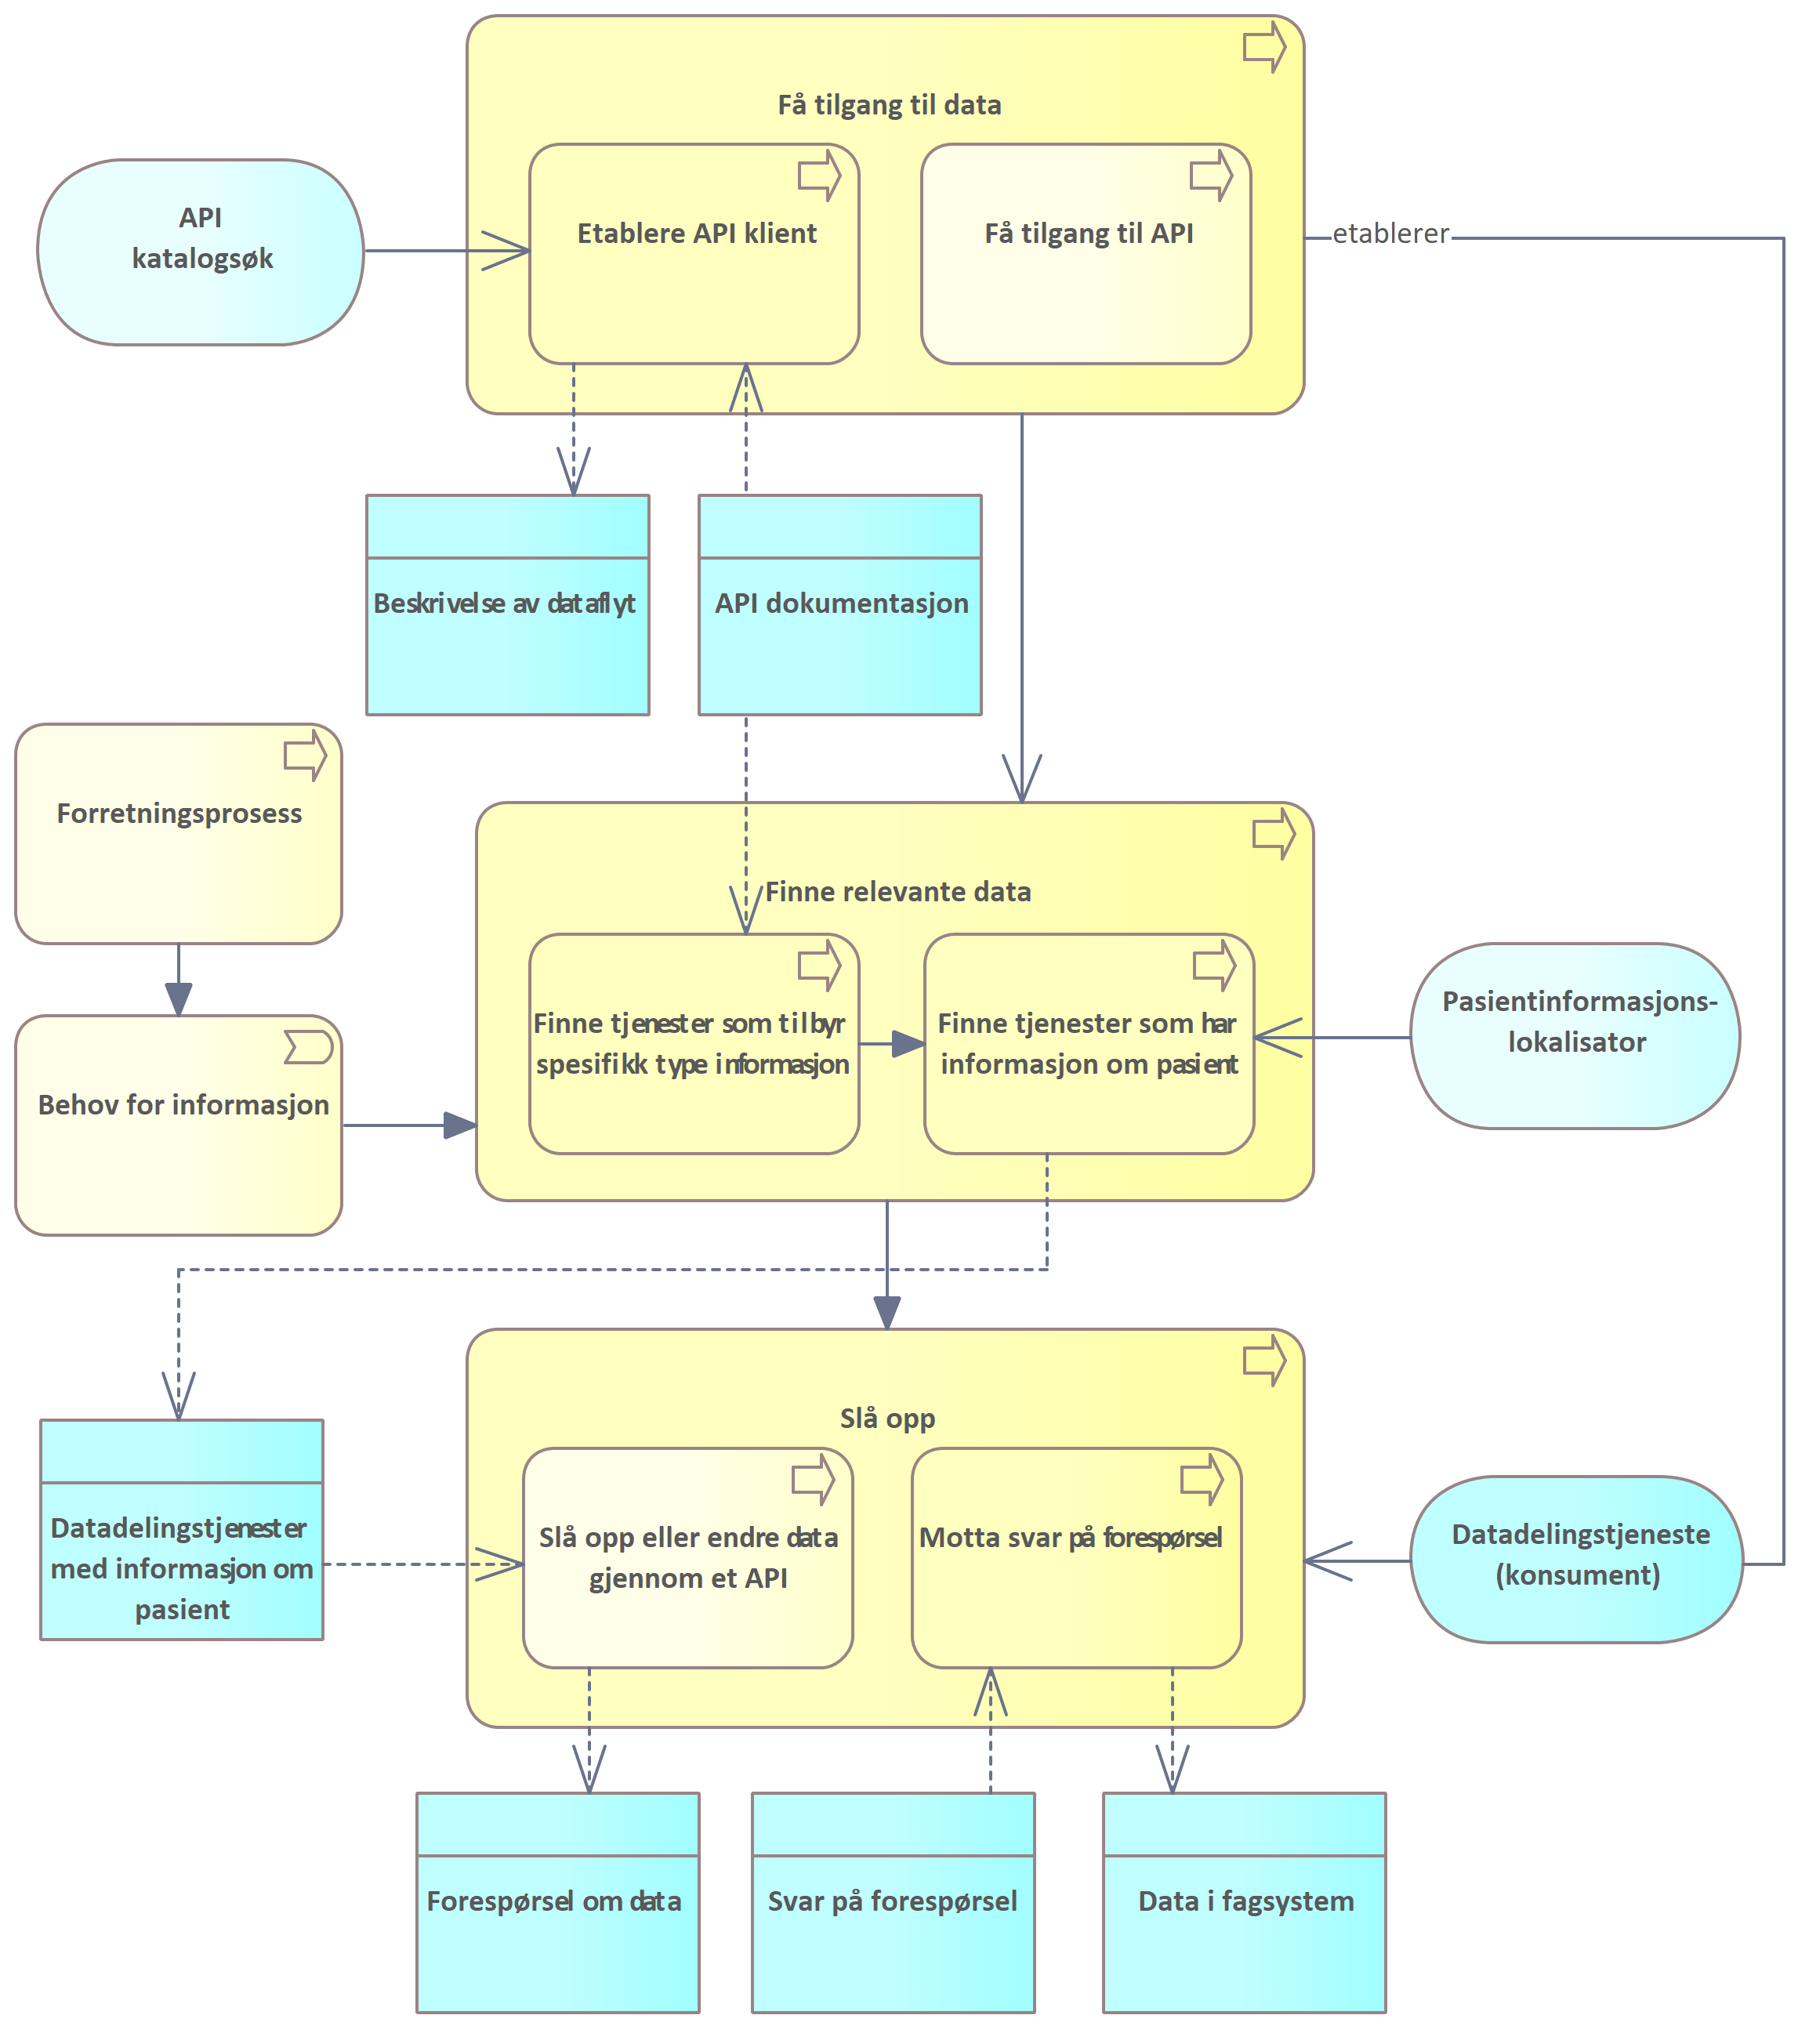 Få tilgang til data
API
katalogsøk
Etablere API klient
Få tilgang til API
etablerer
Beskrivelse av dataflyt
API dokumentasjon
Forretningsprosess
Finne relevante data
Finne tjenester som tilbyr
spesifikk type informasjon
Finne tjenester som har
informasjon om pasient
Pasientinformasjons-
lokalisator
Behov for informasjon
Slå opp
Datadelingstjenester
med informasjon om
pasient
Slå opp eller endre data
gjennom et API
Motta svar på forespørsel
Datadelingstjeneste
(konsument)
Forespørsel om data
Svar på forespørsel
Data i fagsystem